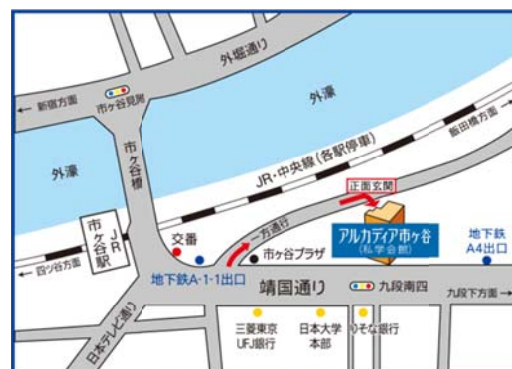 外堀通り
← 新宿方面
市ヶ谷見附
外濠
飯田橋方面 →
外濠
市ヶ谷橋
JR・中央線(各駅停車)
正面玄関
JR
市ヶ谷駅
交番
一方通行
アルカディア市ヶ谷
(私学会館)
地下鉄
A4出口
市ヶ谷プラザ
← 四ツ谷方面
地下鉄A-1-1出口
靖国通り
九段南四
九段下方面 →
日本テレビ通り
三菱東京
UFJ銀行
日本大学
本部
りそな銀行